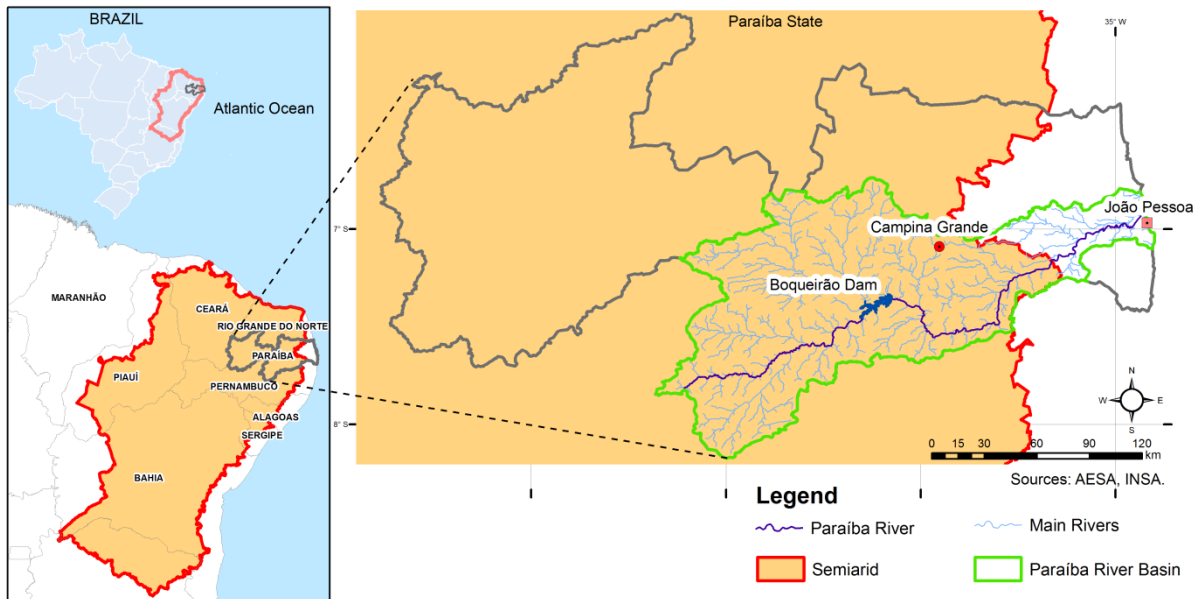 BRAZIL
Atlantic Ocean
MARANHÃO
CEARÁ
RIO GRANDE DO NORTE
PARAÍBA
PIAUÍ
PERNAMBUCO
ALAGOAS
SERGIPE
BAHIA
Paraíba State
35° W
João Pessoa
7° S
Campina Grande
Boqueirão Dam
N
W E
S
8° S
0 15 30 60 90 120
km
Sources: AESA, INSA.
Legend
Paraíba River
Main Rivers
Semiarid
Paraíba River Basin